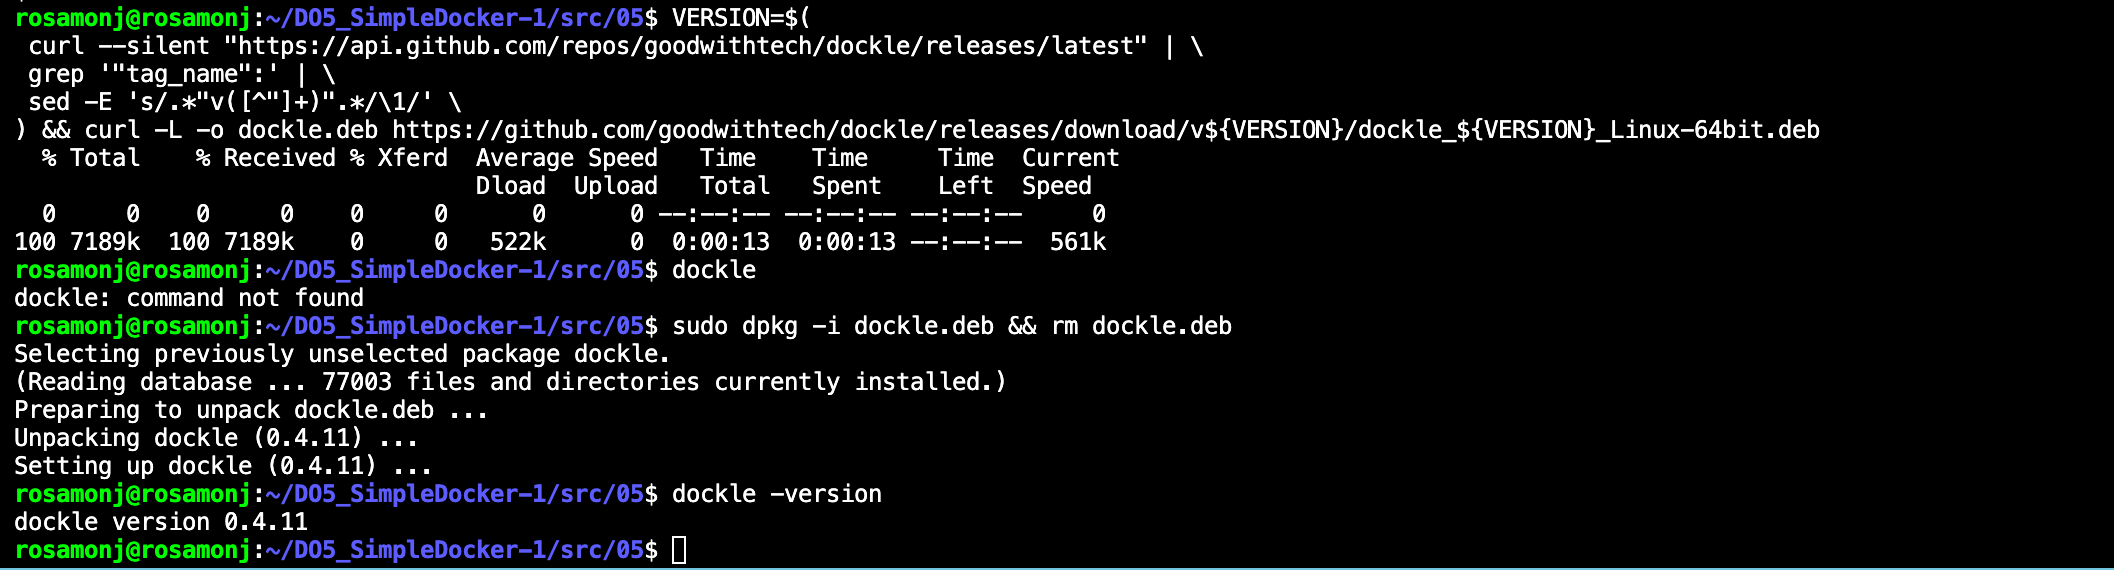 rosamonj@rosamonj:~/DO5_SimpleDocker-1/src/05$ VERSION=$(
 curl --silent "https://api.github.com/repos/goodwithtech/dockle/releases/latest" | \
 grep '"tag_name":' | \
 sed -E 's/.*"v([^"]+)".*/\1/' \
) && curl -L -o dockle.deb https://github.com/goodwithtech/dockle/releases/download/v${VERSION}/dockle_${VERSION}_Linux-64bit.deb
  % Total    % Received % Xferd  Average Speed   Time    Time     Time  Current
                                 Dload  Upload   Total   Spent    Left  Speed
  0     0    0     0    0     0      0      0 --:--:-- --:--:-- --:--:--     0
100 7189k  100 7189k    0     0   522k      0  0:00:13  0:00:13 --:--:--  561k
rosamonj@rosamonj:~/DO5_SimpleDocker-1/src/05$ dockle
dockle: command not found
rosamonj@rosamonj:~/DO5_SimpleDocker-1/src/05$ sudo dpkg -i dockle.deb && rm dockle.deb
Selecting previously unselected package dockle.
(Reading database ... 77003 files and directories currently installed.)
Preparing to unpack dockle.deb ...
Unpacking dockle (0.4.11) ...
Setting up dockle (0.4.11) ...
rosamonj@rosamonj:~/DO5_SimpleDocker-1/src/05$ dockle -version
dockle version 0.4.11
rosamonj@rosamonj:~/DO5_SimpleDocker-1/src/05$